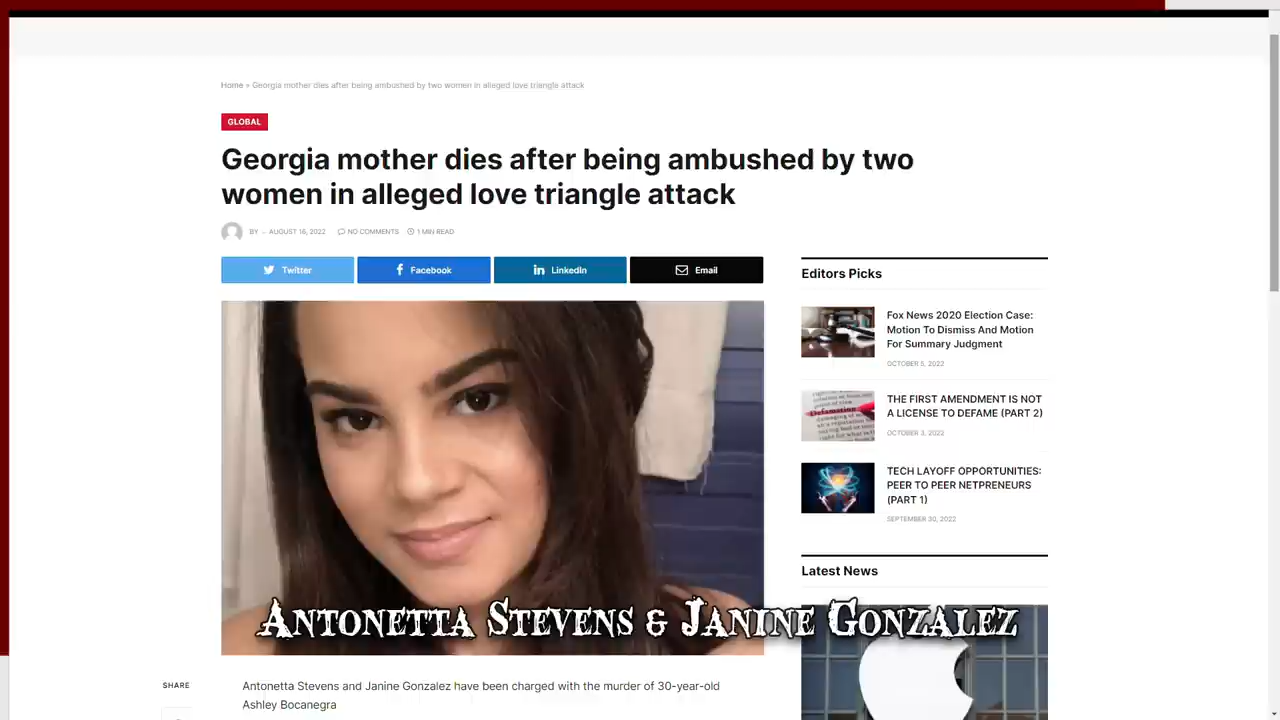 Home » Georgia mother dies after being ambushed by two women in alleged love triangle attack
GLOBAL
Georgia mother dies after being ambushed by two
women in alleged love triangle attack
BY – AUGUST 16, 2022 NO COMMENTS 1 MIN READ
Twitter
Facebook
LinkedIn
Email
Antonetta Stevens & Janine Gonzalez
SHARE
Antonetta Stevens and Janine Gonzalez have been charged with the murder of 30-year-old
Ashley Bocanegra
Editors Picks
Fox News 2020 Election Case:
Motion To Dismiss And Motion
For Summary Judgment
OCTOBER 5, 2022
Defamation
THE FIRST AMENDMENT IS NOT
A LICENSE TO DEFAME (PART 2)
OCTOBER 3, 2022
TECH LAYOFF OPPORTUNITIES:
PEER TO PEER NETPRENEURS
(PART 1)
SEPTEMBER 30, 2022
Latest News